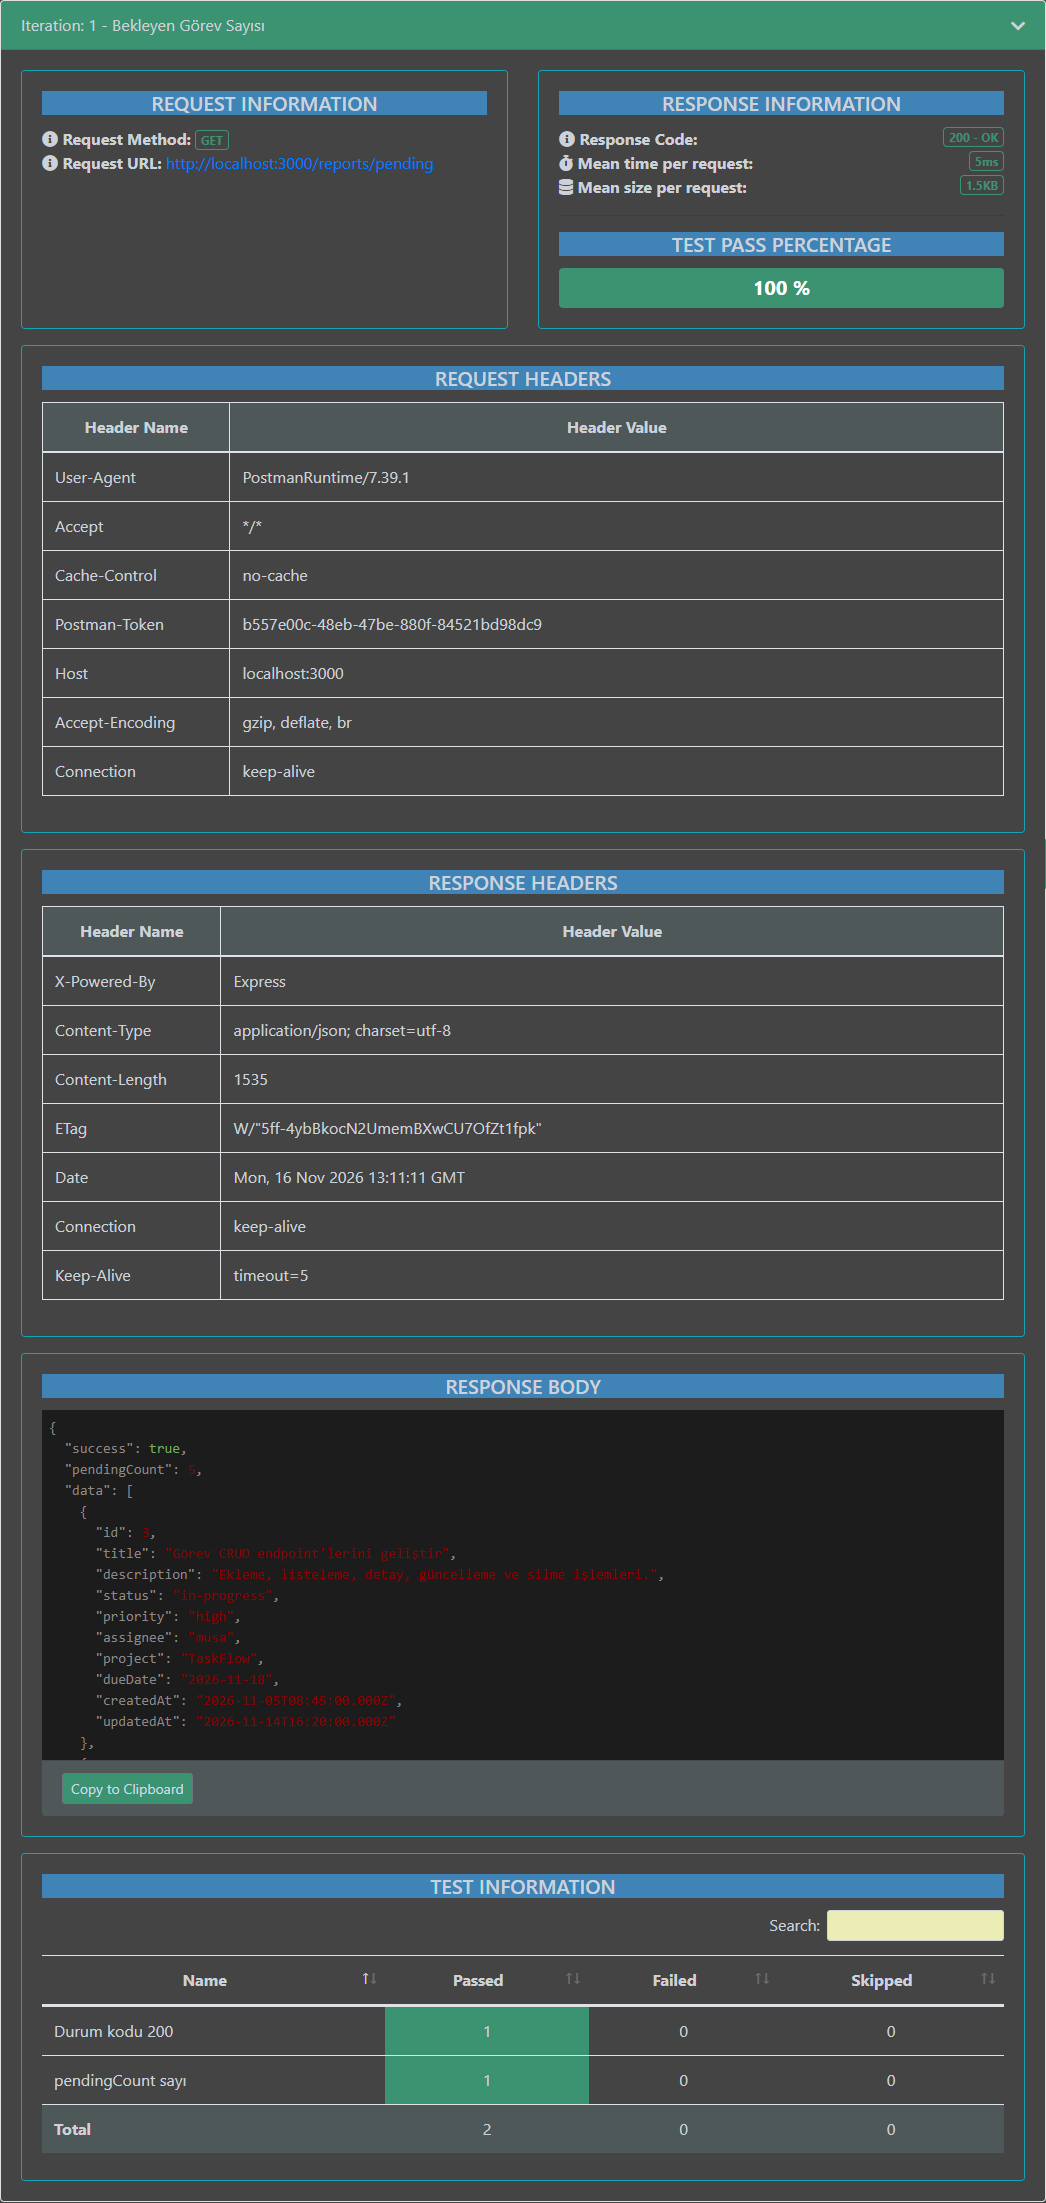 Iteration: 1 - Bekleyen Görev Sayısı
REQUEST INFORMATION
Request Method: GET
Request URL: http://localhost:3000/reports/pending
RESPONSE INFORMATION
Response Code: 200 - OK
Mean time per request: 5ms
Mean size per request: 1.5KB
TEST PASS PERCENTAGE
100 %
REQUEST HEADERS
Header Name Header Value
User-Agent PostmanRuntime/7.39.1
Accept */*
Cache-Control no-cache
Postman-Token b557e00c-48eb-47be-880f-84521bd98dc9
Host localhost:3000
Accept-Encoding gzip, deflate, br
Connection keep-alive
RESPONSE HEADERS
Header Name Header Value
X-Powered-By Express
Content-Type application/json; charset=utf-8
Content-Length 1535
ETag W/"5ff-4ybBkocN2UmemBXwCU7OfZt1fpk"
Date Mon, 16 Nov 2026 13:11:11 GMT
Connection keep-alive
Keep-Alive timeout=5
RESPONSE BODY
{
"success": true,
"pendingCount": 5,
"data": [
{
"id": 3,
"title": "Görev CRUD endpoint'lerini geliştir",
"description": "Ekleme, listeleme, detay, güncelleme ve silme işlemleri.",
"status": "in-progress",
"priority": "high",
"assignee": "musa",
"project": "TaskFlow",
"dueDate": "2026-11-18",
"createdAt": "2026-11-05T08:45:00.000Z",
"updatedAt": "2026-11-14T16:20:00.000Z"
},
Copy to Clipboard
TEST INFORMATION
Search:
Name Passed Failed Skipped
Durum kodu 200 1 0 0
pendingCount sayı 1 0 0
Total 2 0 0